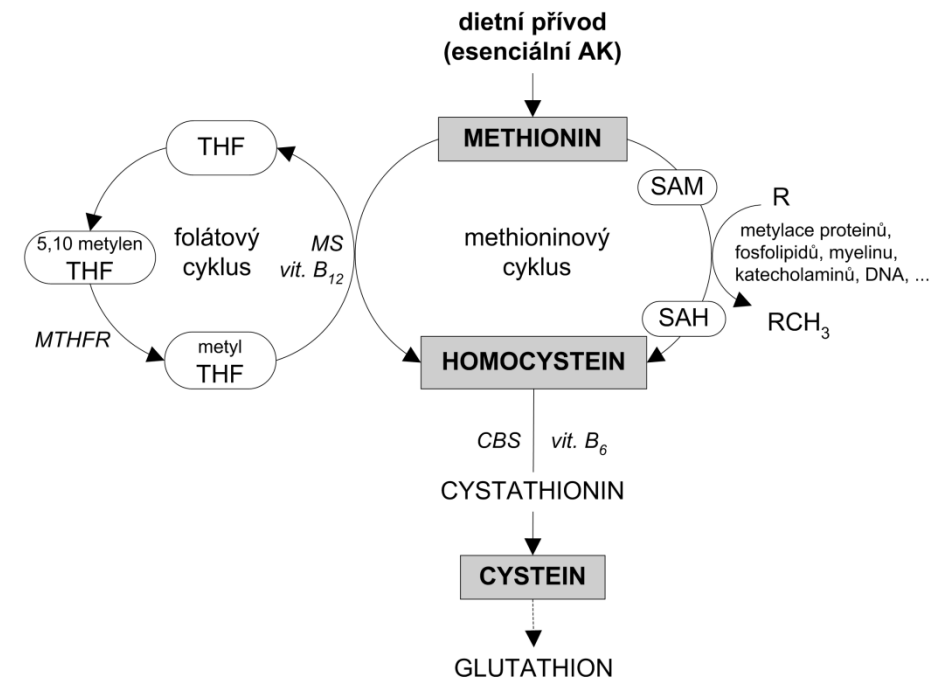 dietní přívod
(esenciální AK)
METHIONIN
THF
SAM
R
5,10 metylen
THF
folátový
cyklus
MS
vit. B12
methioninový
cyklus
metylace proteinů,
fosfolipidů, myelinu,
katecholaminů, DNA, ...
MTHFR
SAH
RCH3
metyl
THF
HOMOCYSTEIN
CBS vit. B6
CYSTATHIONIN
CYSTEIN
GLUTATHION